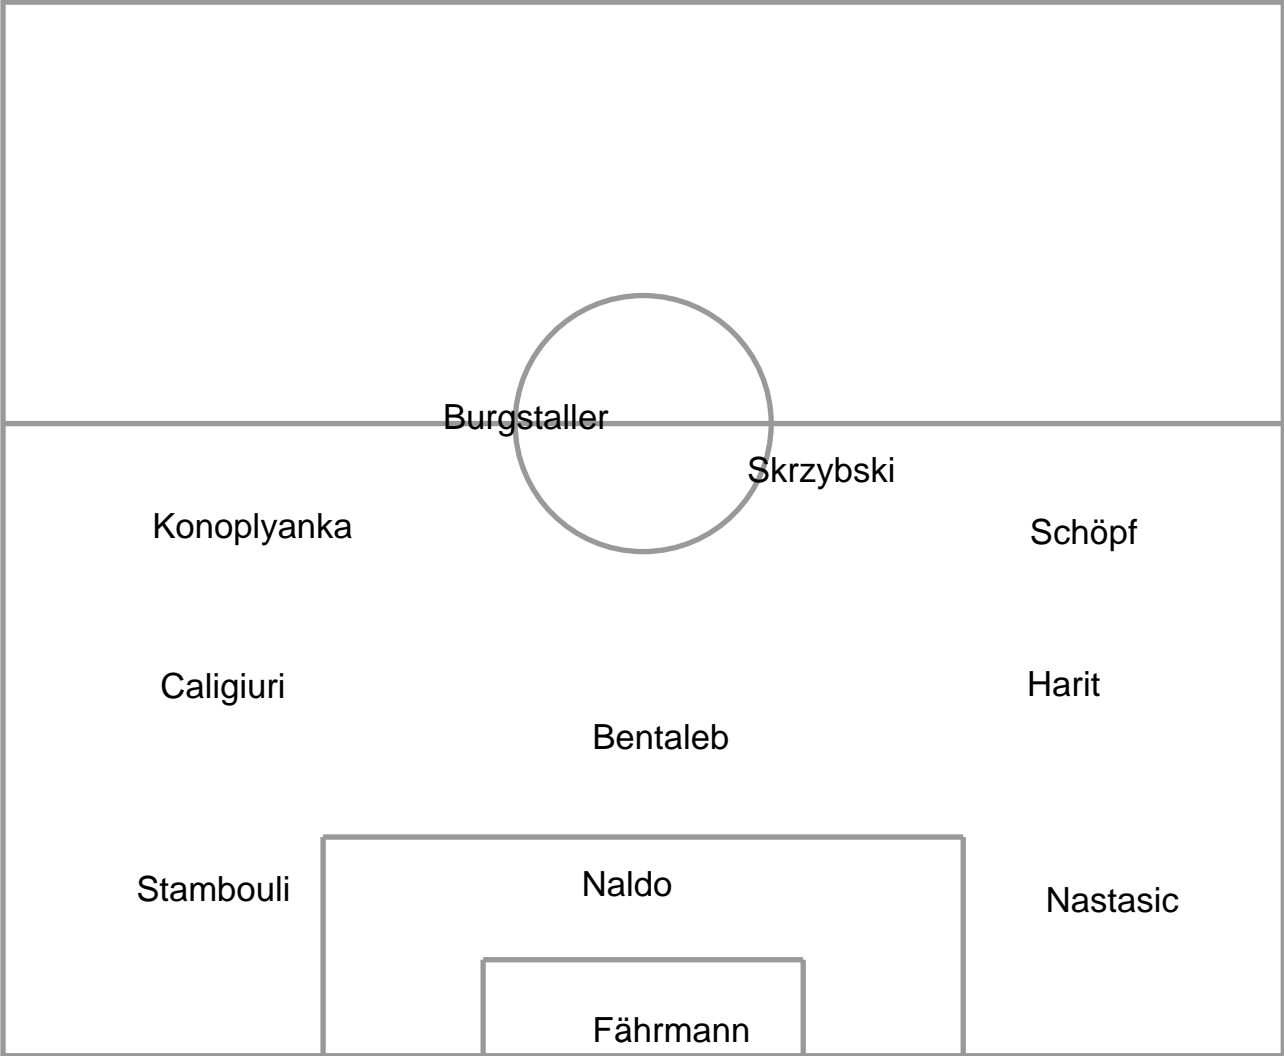 Burgstaller
Skrzybski
Konoplyanka
Schöpf
Caligiuri
Harit
Bentaleb
Naldo
Stambouli
Nastasic
Fährmann